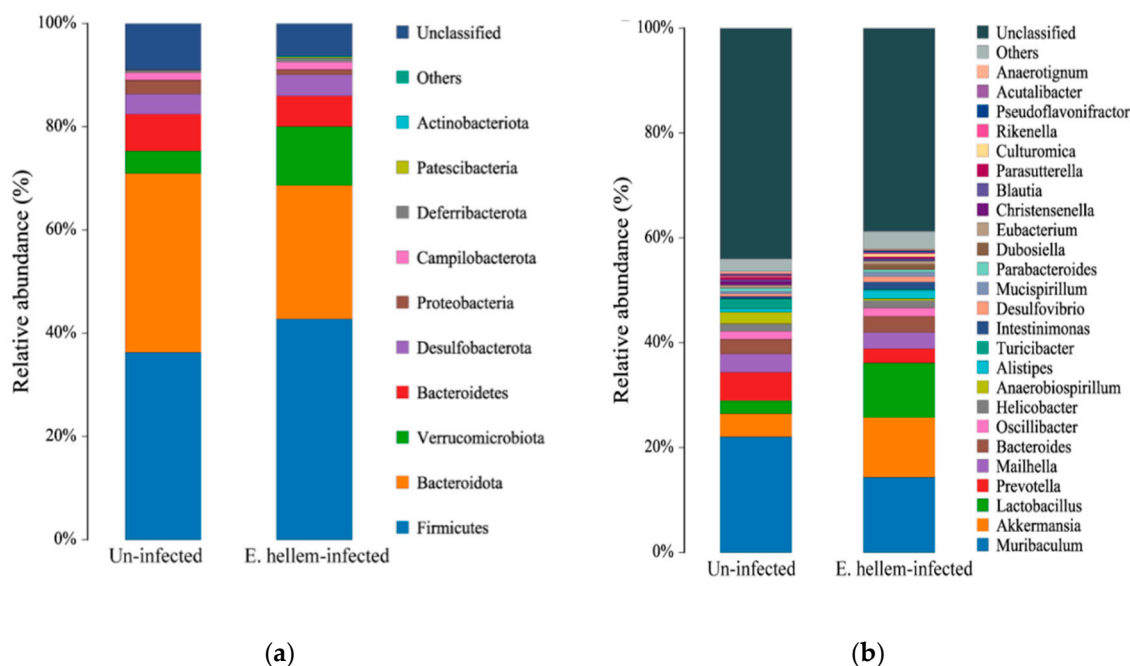 Relative abundance (%)
100%
80%
60%
40%
20%
0%
Un-infected
E. hellem-infected
Unclassified
Others
Actinobacteriota
Patescibacteria
Deferribacterota
Campilobacterota
Proteobacteria
Desulfobacterota
Bacteroidetes
Verrucomicrobiota
Bacteroidota
Firmicutes
(a)
Relative abundance (%)
100%
80%
60%
40%
20%
0%
Un-infected
E. hellem-infected
Unclassified
Others
Anaerotignum
Acutalibacter
Pseudoflavonifractor
Rikenella
Culturomica
Parasutterella
Blautia
Christensenella
Eubacterium
Dubosiella
Parabacteroides
Mucispirillum
Desulfovibrio
Intestinimonas
Turicibacter
Alistipes
Anaerobiospirillum
Helicobacter
Oscillibacter
Bacteroides
Mailhella
Prevotella
Lactobacillus
Akkermansia
Muribaculum
(b)